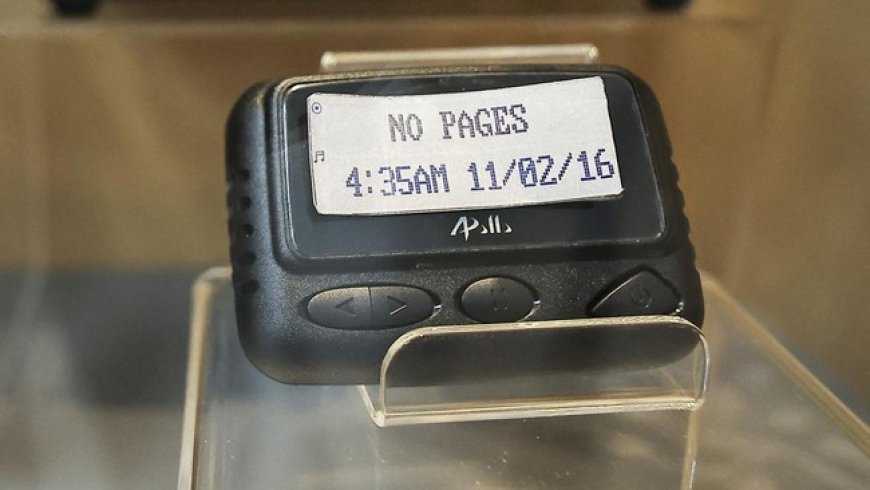 NO PAGES
4:35AM 11/02/16
Apollo